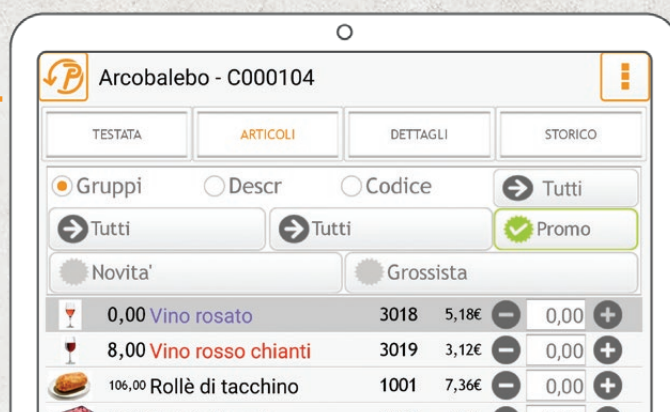 Arcobalebo - C000104
TESTATA ARTICOLI DETTAGLI STORICO
Gruppi Descr Codice Tutti
Tutti Tutti Promo
Novita' Grossista
0,00 Vino rosato 3018 5,18€ 0,00
8,00 Vino rosso chianti 3019 3,12€ 0,00
106,00 Rollè di tacchino 1001 7,36€ 0,00